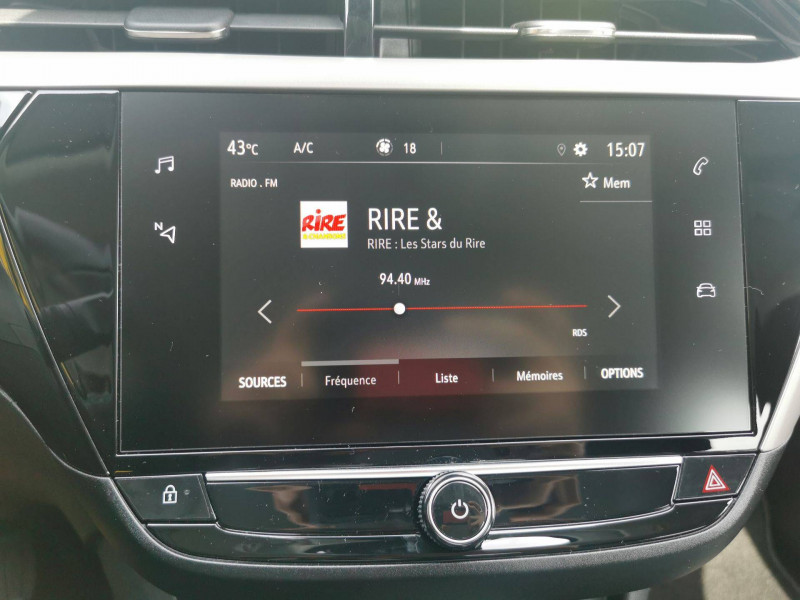 43°C A/C 18 15:07
RADIO . FM
Mem
RIRE
RIRE &
RIRE : Les Stars du Rire
94.40 MHz
N
RDS
SOURCES Fréquence Liste Mémoires OPTIONS